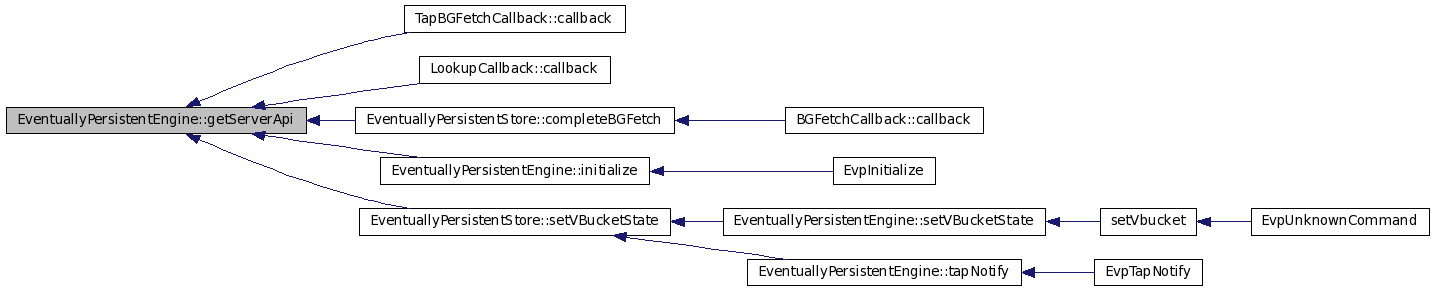 TapBGFetchCallback::callback
LookupCallback::callback
EventuallyPersistentEngine::getServerApi
EventuallyPersistentStore::completeBGFetch
BGFetchCallback::callback
EventuallyPersistentEngine::initialize
EvpInitialize
EventuallyPersistentStore::setVBucketState
EventuallyPersistentEngine::setVBucketState
setVbucket
EvpUnknownCommand
EventuallyPersistentEngine::tapNotify
EvpTapNotify